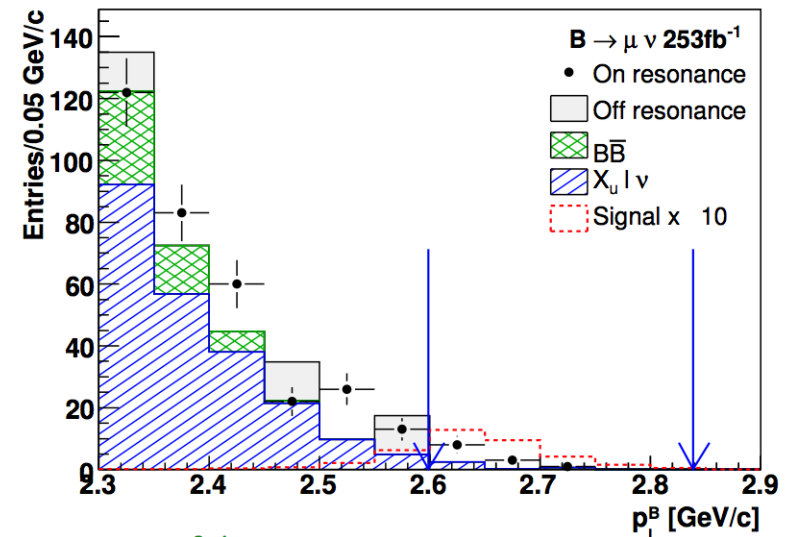 B → μ ν 253fb⁻¹
On resonance
Off resonance
BB̅
Xᵤ l ν
Signal x 10
Entries/0.05 GeV/c
140
120
100
80
60
40
20
0
2.3 2.4 2.5 2.6 2.7 2.8 2.9
p_l^B [GeV/c]